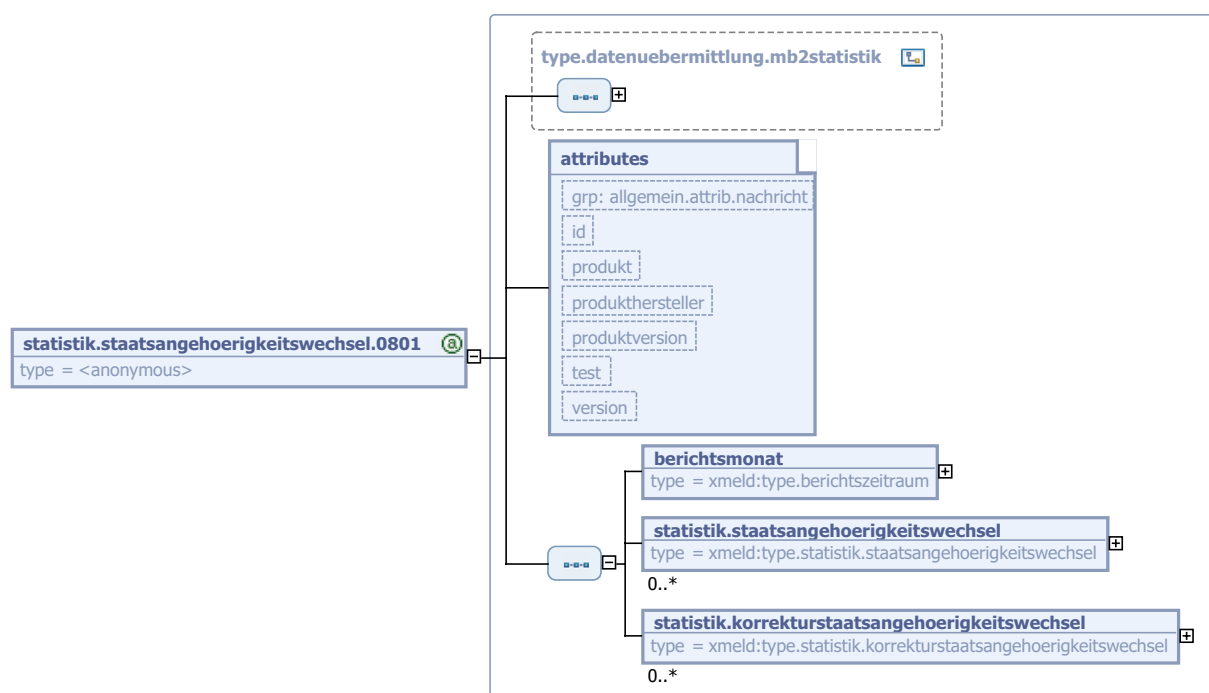 type.datenuebermittlung.mb2statistik
attributes
grp: allgemein.attrib.nachricht
id
produkt
produkthersteller
produktversion
test
version
statistik.staatsangehoerigkeitswechsel.0801
type = <anonymous>
berichtsmonat
type = xmeld:type.berichtszeitraum
statistik.staatsangehoerigkeitswechsel
type = xmeld:type.statistik.staatsangehoerigkeitswechsel
0..*
statistik.korrekturstaatsangehoerigkeitswechsel
type = xmeld:type.statistik.korrekturstaatsangehoerigkeitswechsel
0..*